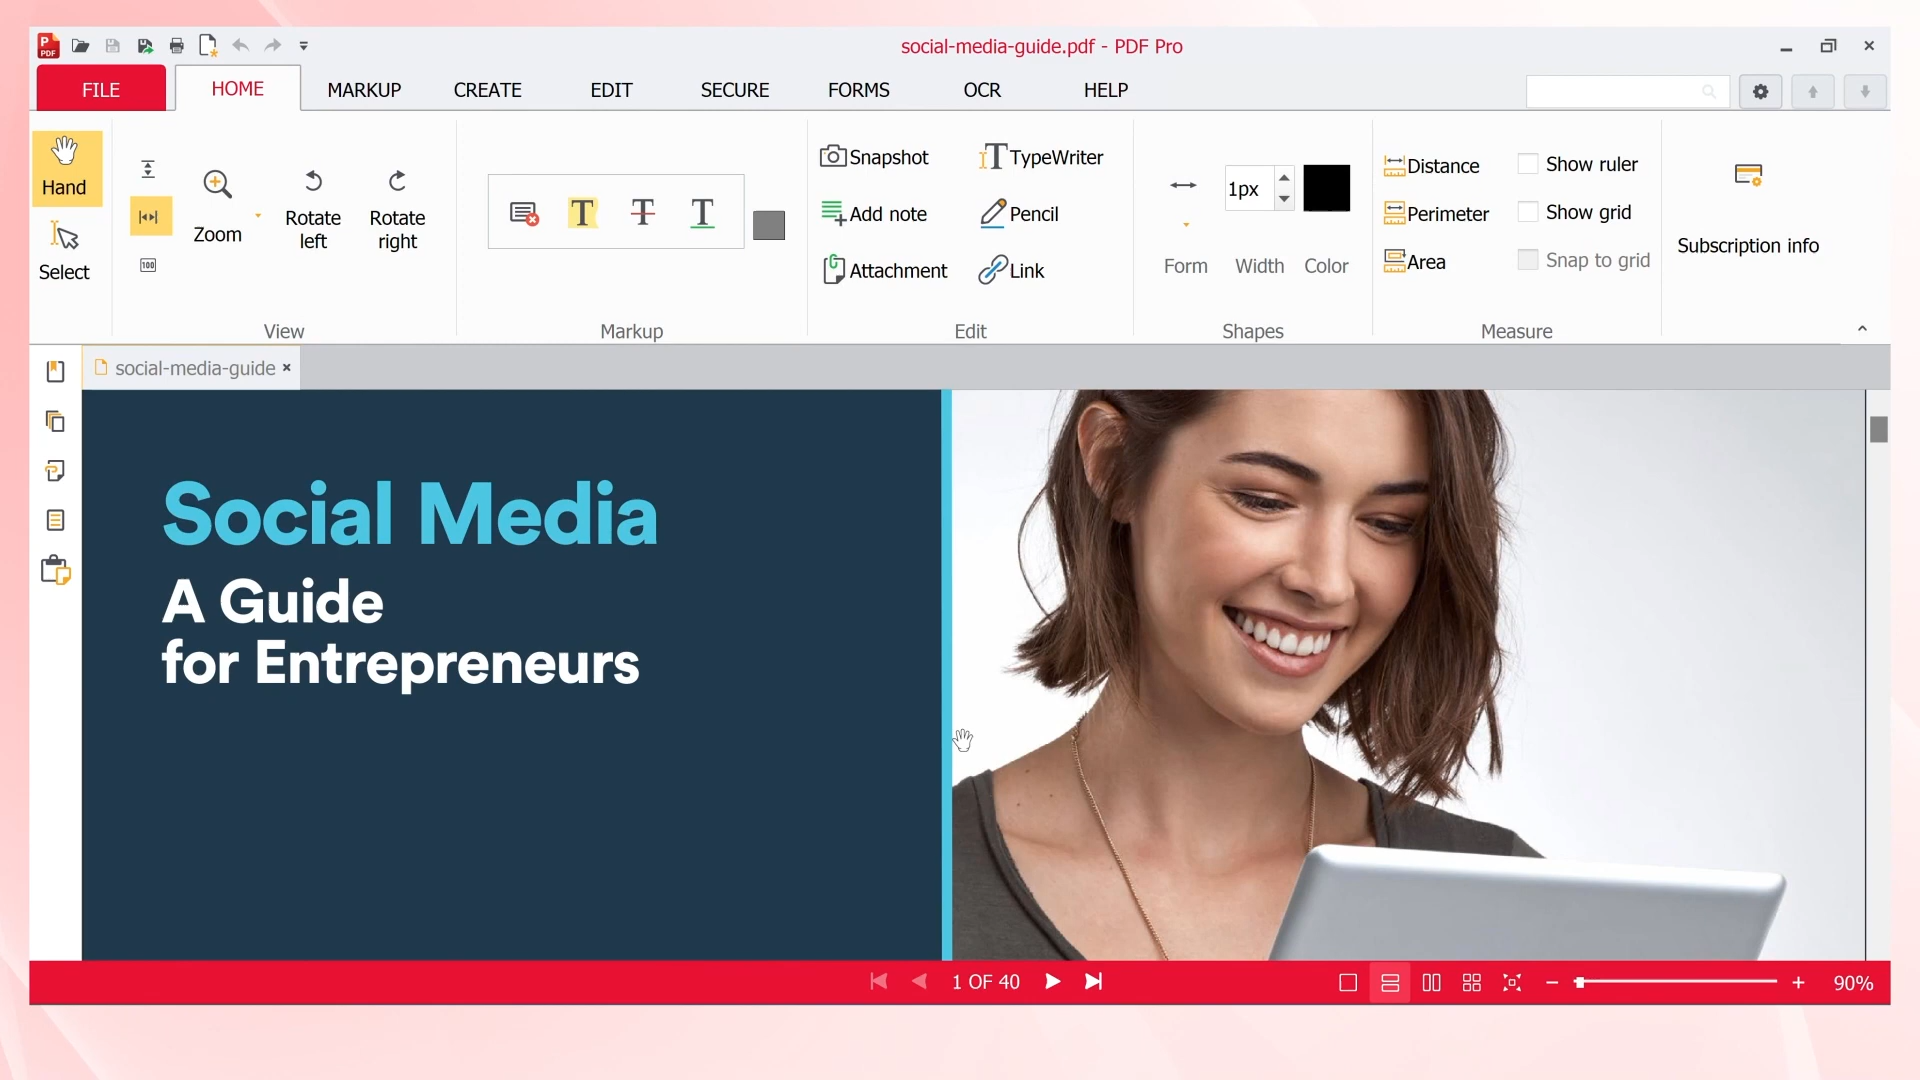 social-media-guide.pdf - PDF Pro
FILE
HOME
MARKUP
CREATE
EDIT
SECURE
FORMS
OCR
HELP
Hand
Select
100
Zoom
Rotate
left
Rotate
right
View
T T T
Markup
Snapshot
Add note
Attachment
TypeWriter
Pencil
Link
Edit
1px
Form
Width
Color
Shapes
Distance
Perimeter
Area
Show ruler
Show grid
Snap to grid
Measure
Subscription info
social-media-guide
Social Media
A Guide
for Entrepreneurs
1 OF 40
90%